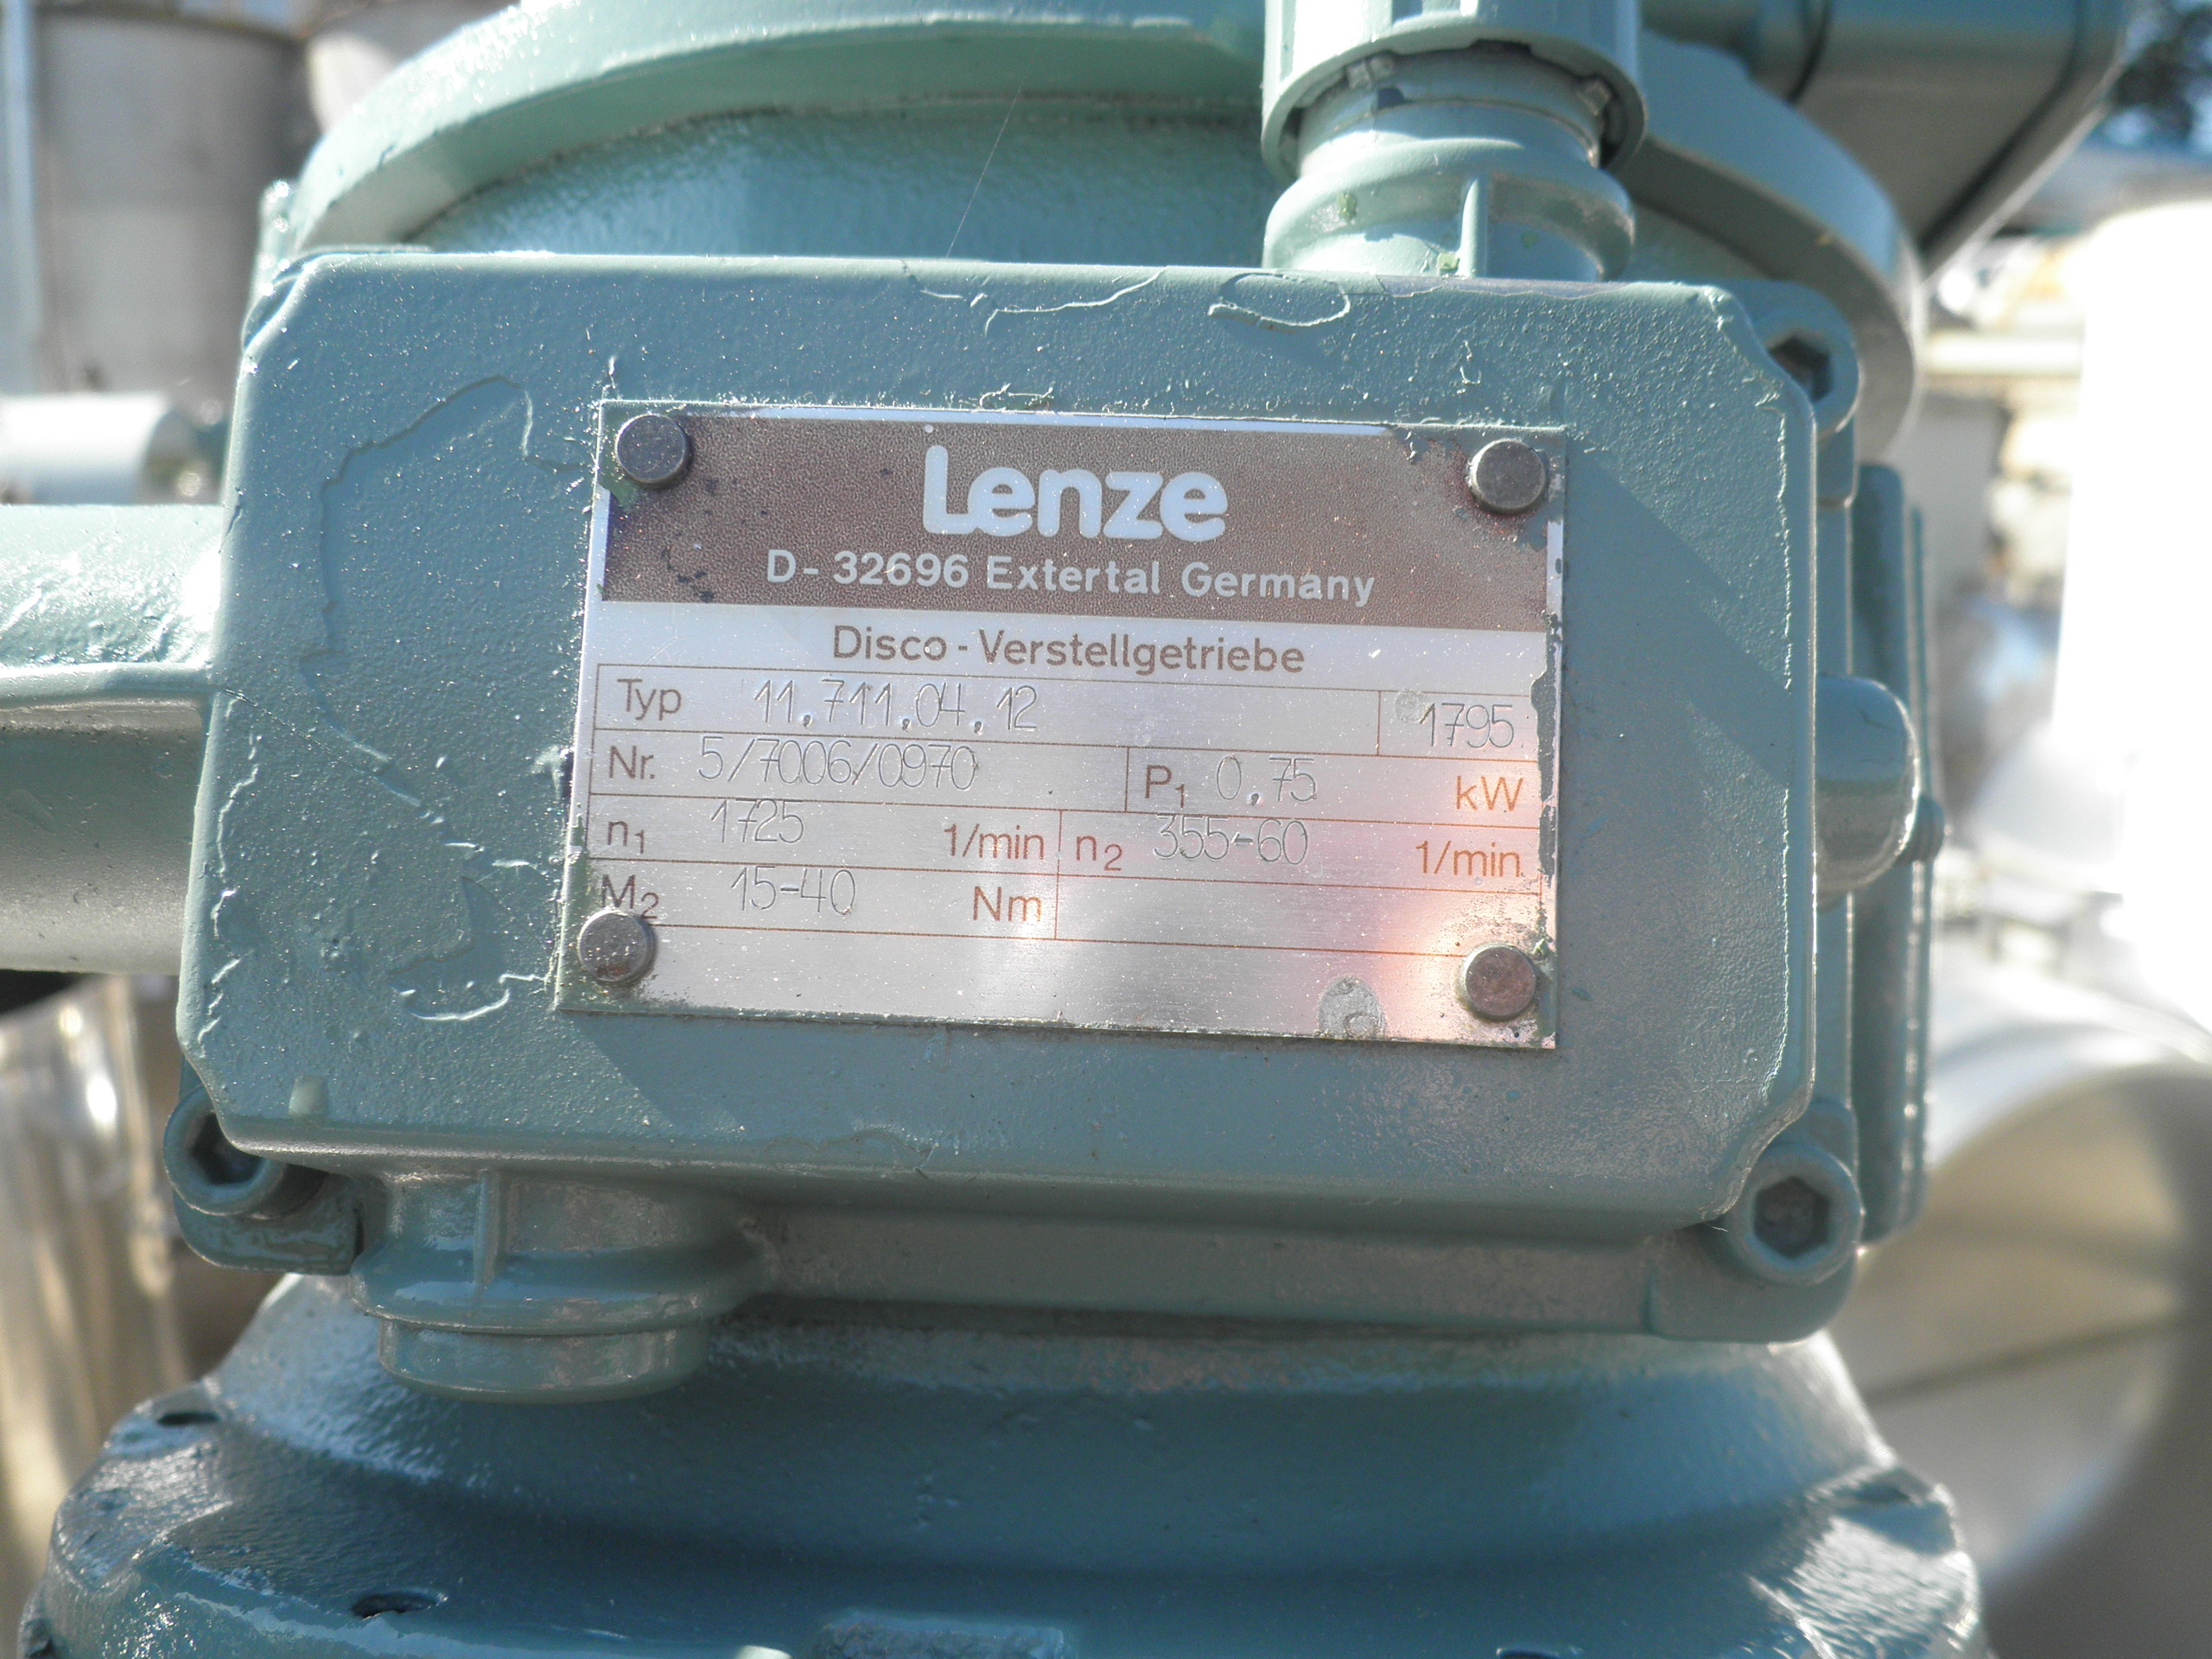 Lenze
D-32696 Extertal Germany
Disco-Verstellgetriebe
Typ 11.711.04.12 1795
Nr. 5/7006/0970 P1 0.75 kW
n1 1725 1/min n2 355-60 1/min
M2 15-40 Nm